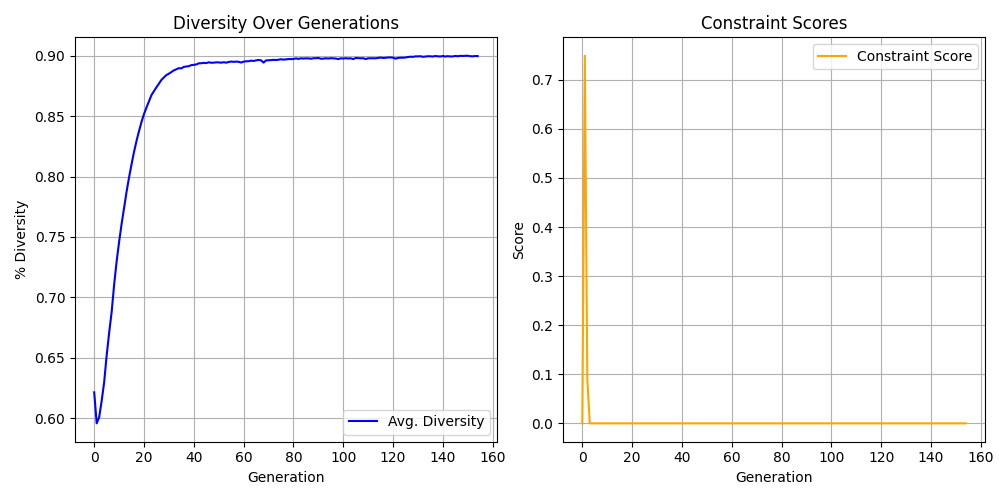 Diversity Over Generations
% Diversity
0.90
0.85
0.80
0.75
0.70
0.65
0.60
Avg. Diversity
0 20 40 60 80 100 120 140 160
Generation
Constraint Scores
Score
0.7
0.6
0.5
0.4
0.3
0.2
0.1
0.0
Constraint Score
0 20 40 60 80 100 120 140 160
Generation